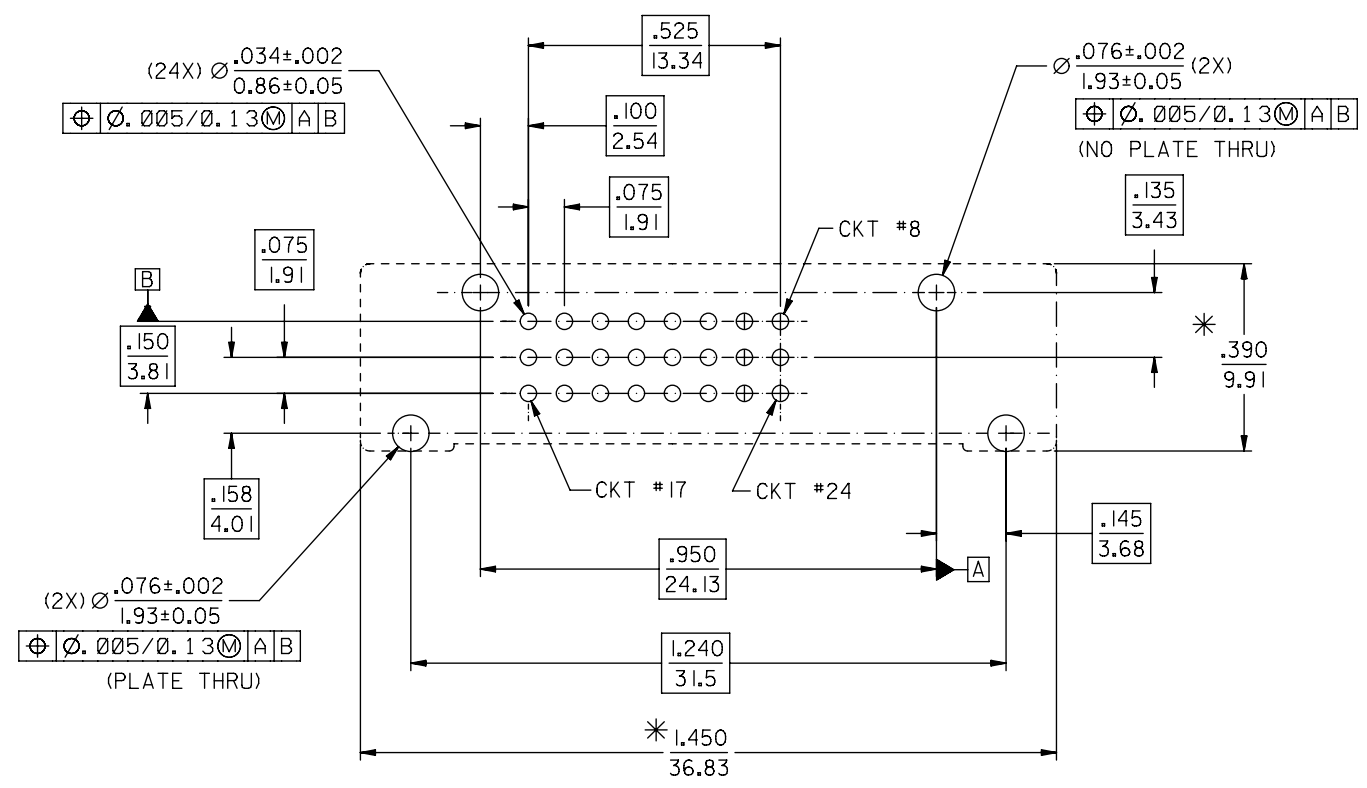 .525
13.34
(24X) Ø .034±.002
0.86±0.05
⌖ Ø.005/0.13Ⓜ A B
Ø .076±.002 (2X)
1.93±0.05
⌖ Ø.005/0.13Ⓜ A B
(NO PLATE THRU)
.100
2.54
.075
1.91
.135
3.43
CKT #8
.075
1.91
B
.150
3.81
* .390
9.91
.158
4.01
CKT #17
CKT #24
.145
3.68
.950
24.13
A
(2X) Ø .076±.002
1.93±0.05
⌖ Ø.005/0.13Ⓜ A B
(PLATE THRU)
1.240
31.5
* 1.450
36.83